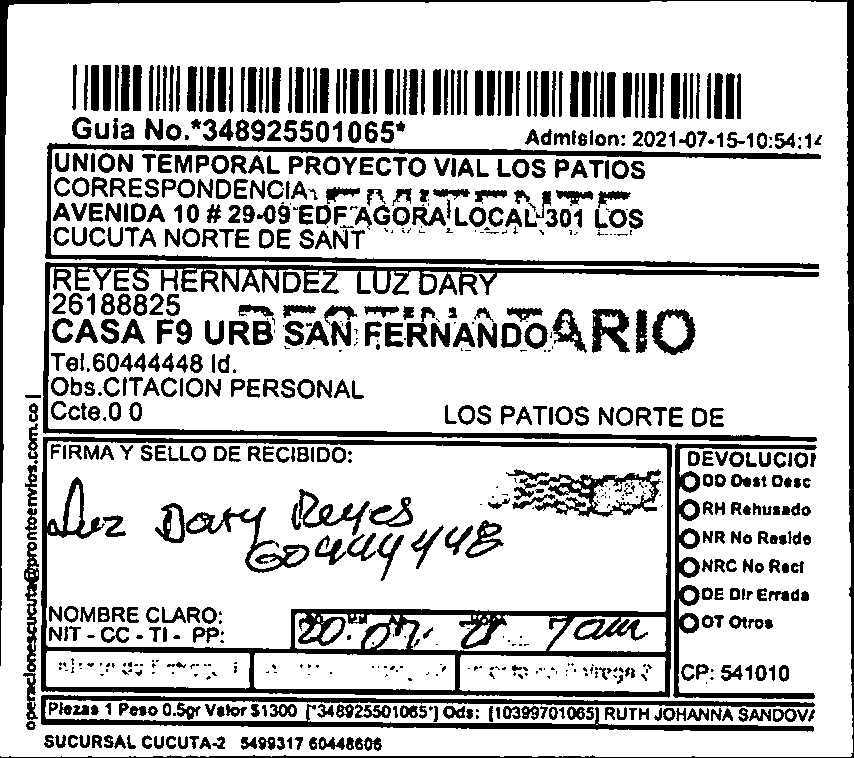 Guia No.*348925501065*
Admision: 2021-07-15-10:54:14
UNION TEMPORAL PROYECTO VIAL LOS PATIOS
CORRESPONDENCIA
AVENIDA 10 # 29-09 EDF AGORA LOCAL 301 LOS
CUCUTA NORTE DE SANT
REYES HERNANDEZ LUZ DARY
26188825
DESTINATARIO
CASA F9 URB SAN FERNANDO
Tel.60444448 Id.
Obs.CITACION PERSONAL
Ccte.0 0
LOS PATIOS NORTE DE
operacionescucuta@prontoenvios.com.co |
FIRMA Y SELLO DE RECIBIDO:
Luz Dary Reyes
60444448
NOMBRE CLARO:
NIT - CC - TI - PP:
20. 07. 21 7am
DEVOLUCION
DD Dest Desc
RH Rehusado
NR No Reside
NRC No Reci
DE Dir Errada
OT Otros
CP: 541010
Piezas 1 Peso 0.5gr Valor $1300 [*348925501065*] Ods: [10399701065] RUTH JOHANNA SANDOVA
SUCURSAL CUCUTA-2 5499317 60448606